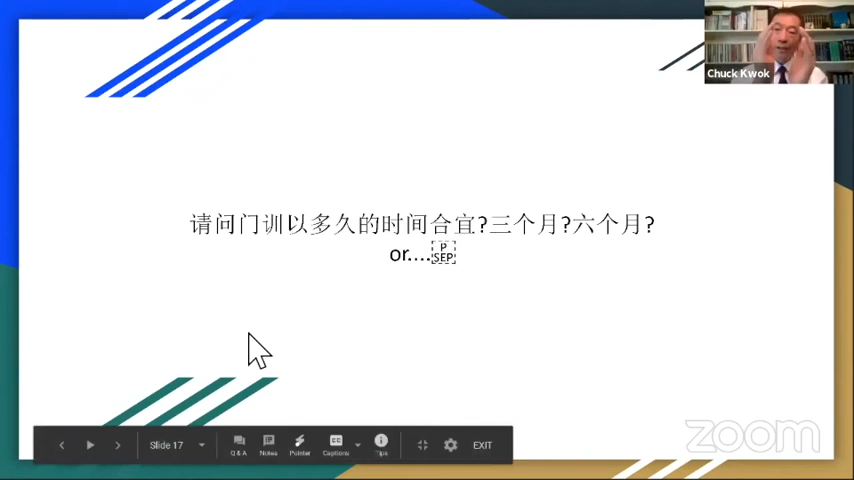 Chuck Kwok
请问门训以多久的时间合宜?三个月?六个月?
or....
P
SEP
Slide 17
Q & A
Notes
Pointer
CC
Captions
Tips
EXIT
zoom